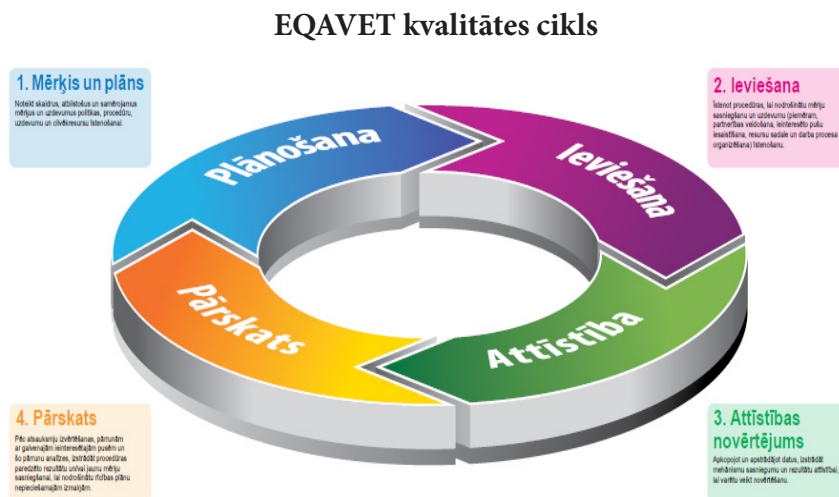 EQAVET kvalitātes cikls
1. Mērķis un plāns
Noteikt skaidrus, atbilstošus un samērojamus
mērķus un uzdevumus politikas, procedūru,
uzdevumu un cilvēkresursu īstenošanai.
2. Ieviešana
Īstenot procedūras, lai nodrošinātu mērķu
sasniegšanu un uzdevumu (piemēram,
partnerības veidošana, ieinteresēto pušu
iesaistīšana, resursu sadale un darba procesa
organizēšana) īstenošanu.
Plānošana
Ieviešana
Pārskats
Attīstība
4. Pārskats
Pēc atsauksmju izvērtēšanas, pārrunām
ar galvenajām ieinteresētajām pusēm un
šo pārrunu analīzes, izstrādāt procedūras
paredzēto rezultātu un/vai jaunu mērķu
sasniegšanai, lai nodrošinātu rīcības plānu
nepieciešamajām izmaiņām.
3. Attīstības
novērtējums
Apkopojot un apstrādājot datus, izstrādāt
mehānismu sasniegumu un rezultātu attīstībai,
lai varētu veikt novērtēšanu.